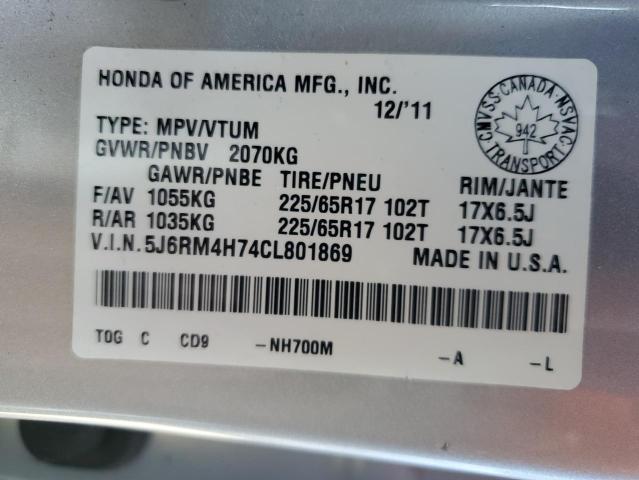 HONDA OF AMERICA MFG., INC.
12/'11
TYPE: MPV/VTUM
GVWR/PNBV 2070KG
GAWR/PNBE TIRE/PNEU RIM/JANTE
F/AV 1055KG 225/65R17 102T 17X6.5J
R/AR 1035KG 225/65R17 102T 17X6.5J
V.I.N. 5J6RM4H74CL801869 MADE IN U.S.A.
TOG C CD9 -NH700M -A -L
CMVSS-CANADA-NSVAC
942
TRANSPORT